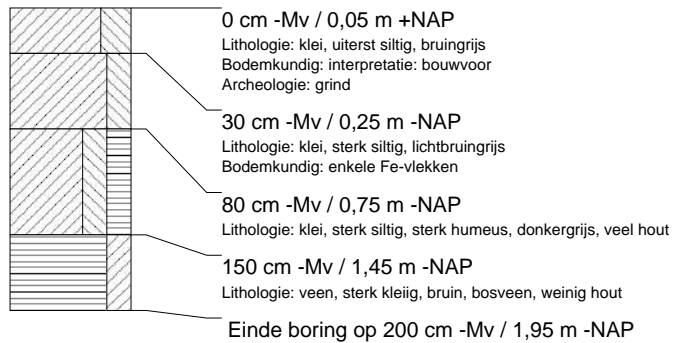 0 cm -Mv / 0,05 m +NAP
Lithologie: klei, uiterst siltig, bruingrijs
Bodemkundig: interpretatie: bouwvoor
Archeologie: grind
30 cm -Mv / 0,25 m -NAP
Lithologie: klei, sterk siltig, lichtbruingrijs
Bodemkundig: enkele Fe-vlekken
80 cm -Mv / 0,75 m -NAP
Lithologie: klei, sterk siltig, sterk humeus, donkergrijs, veel hout
150 cm -Mv / 1,45 m -NAP
Lithologie: veen, sterk kleiig, bruin, bosveen, weinig hout
Einde boring op 200 cm -Mv / 1,95 m -NAP